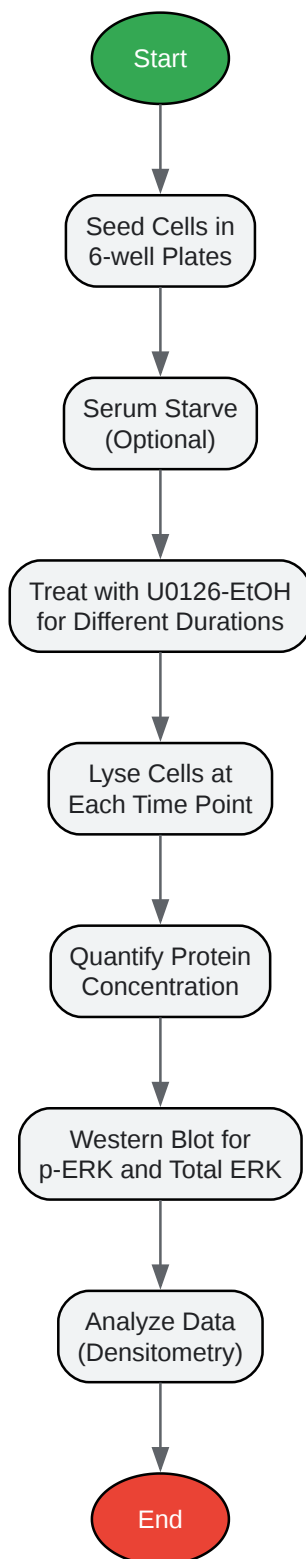 Start
Seed Cells in
6-well Plates
Serum Starve
(Optional)
Treat with U0126-EtOH
for Different Durations
Lyse Cells at
Each Time Point
Quantify Protein
Concentration
Western Blot for
p-ERK and Total ERK
Analyze Data
(Densitometry)
End